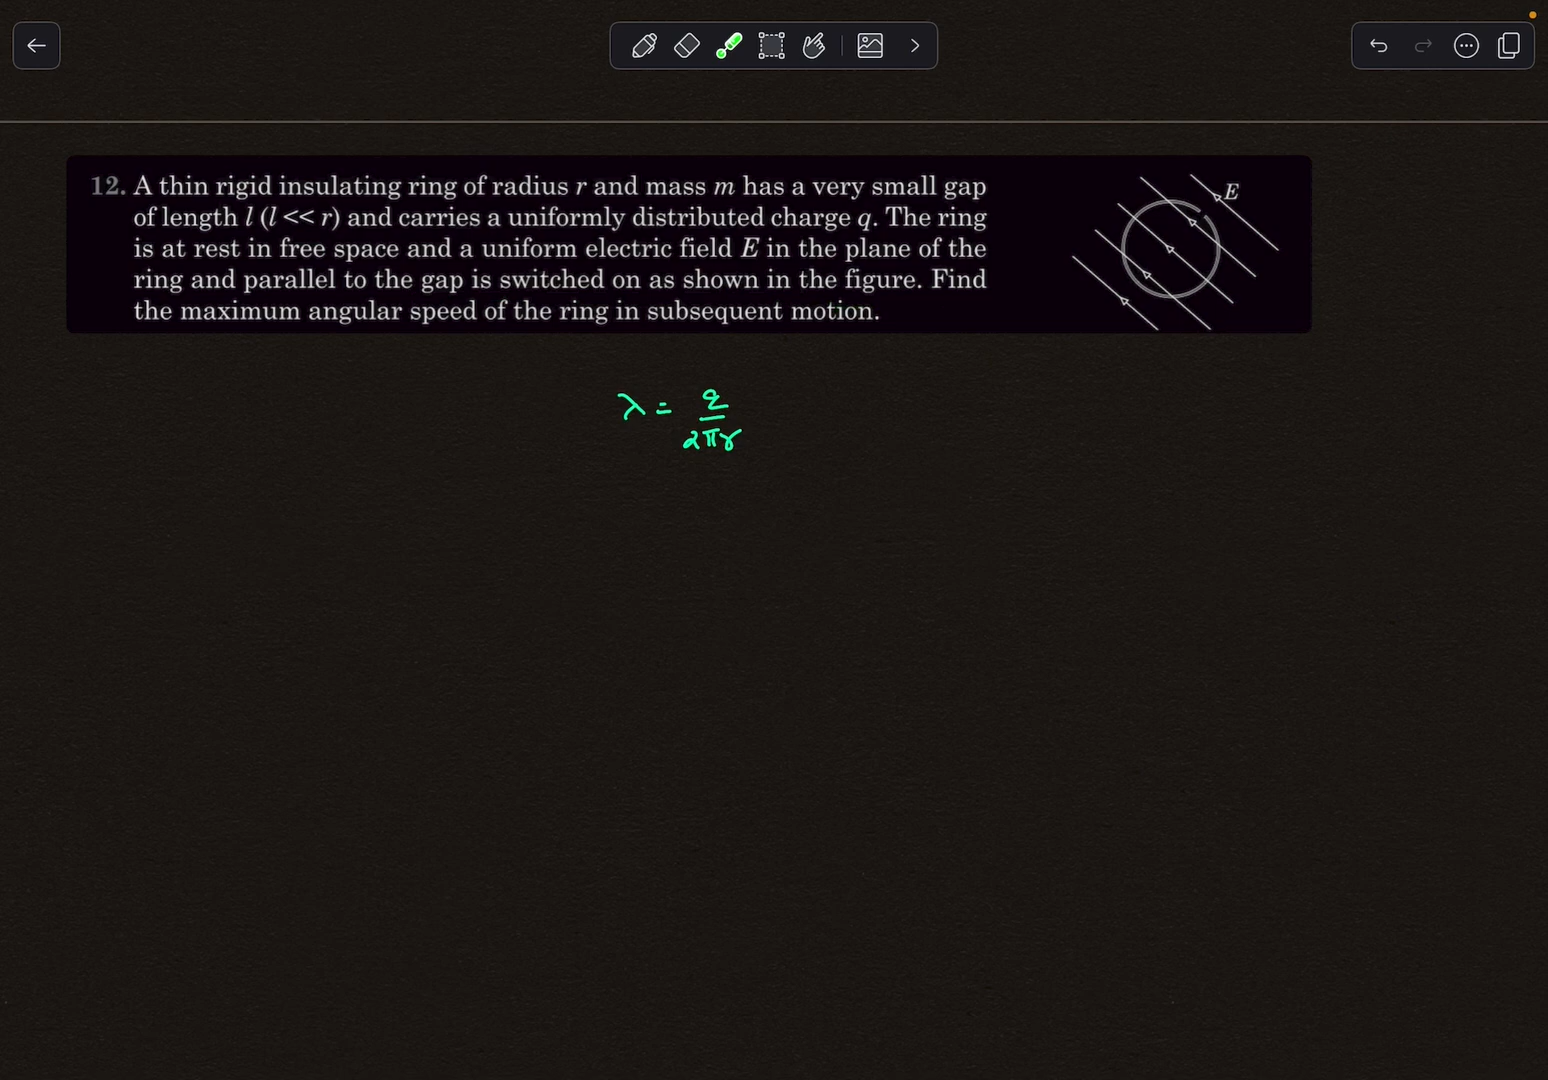 12. A thin rigid insulating ring of radius r and mass m has a very small gap
of length l (l << r) and carries a uniformly distributed charge q. The ring
is at rest in free space and a uniform electric field E in the plane of the
ring and parallel to the gap is switched on as shown in the figure. Find
the maximum angular speed of the ring in subsequent motion.
E
λ = q
2πr